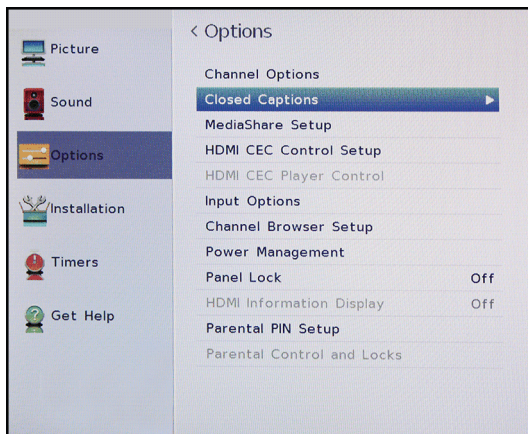 Picture
Sound
Options
Installation
Timers
Get Help
< Options
Channel Options
Closed Captions
MediaShare Setup
HDMI CEC Control Setup
HDMI CEC Player Control
Input Options
Channel Browser Setup
Power Management
Panel Lock Off
HDMI Information Display Off
Parental PIN Setup
Parental Control and Locks